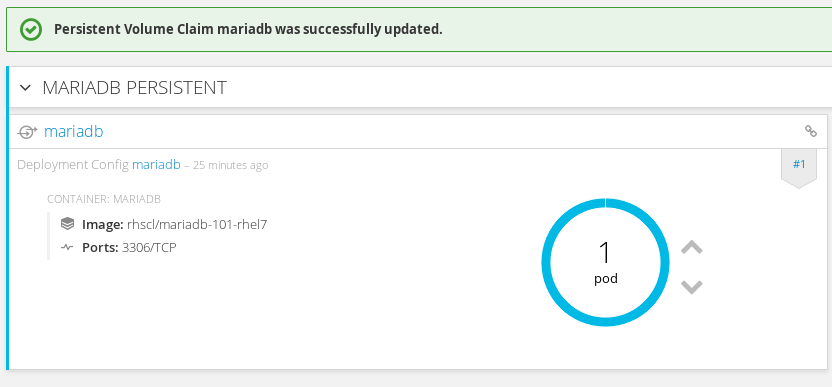 Persistent Volume Claim mariadb was successfully updated.
MARIADB PERSISTENT
mariadb
Deployment Config mariadb – 25 minutes ago
#1
CONTAINER: MARIADB
Image: rhscl/mariadb-101-rhel7
Ports: 3306/TCP
1
pod